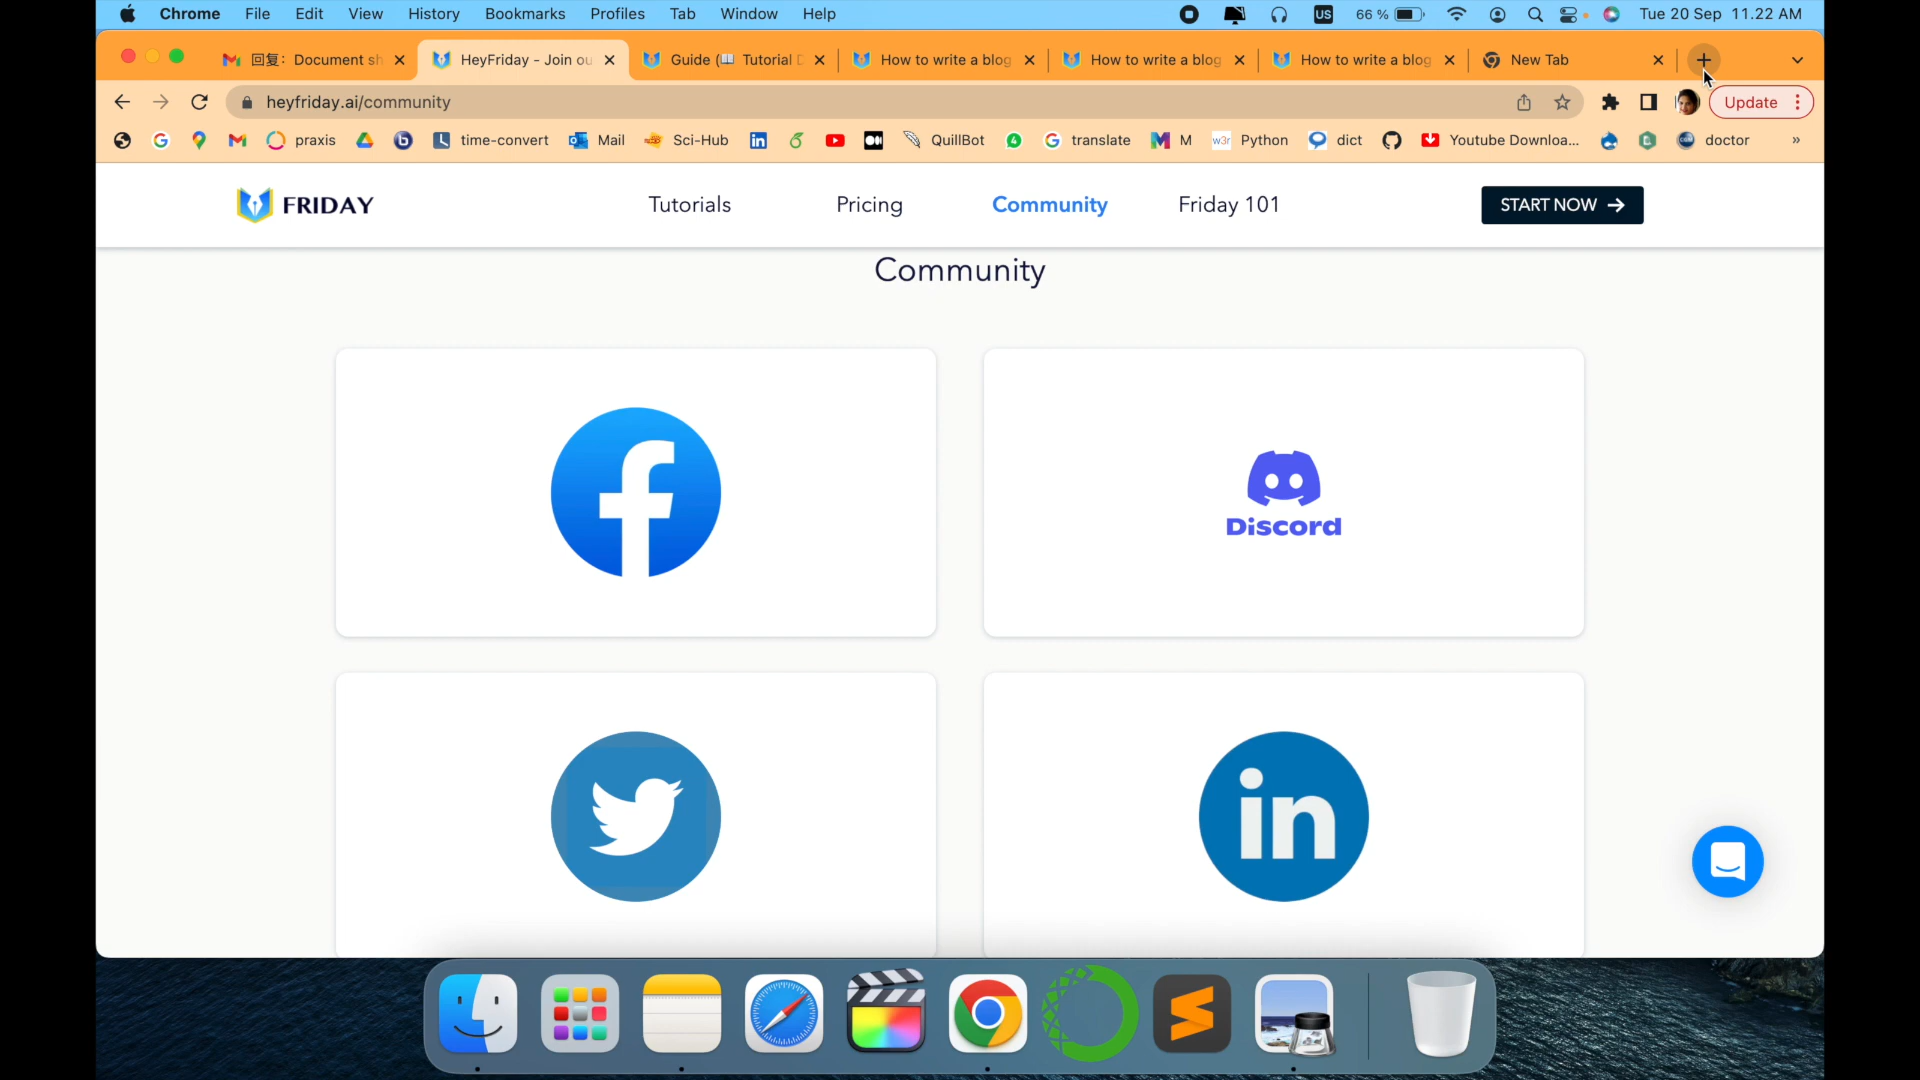 Chrome File Edit View History Bookmarks Profiles Tab Window Help US 66 % Tue 20 Sep 11.22 AM
回复: Document sh HeyFriday - Join ou Guide (📖 Tutorial D How to write a blog How to write a blog How to write a blog New Tab
heyfriday.ai/community Update
praxis time-convert Mail Sci-Hub QuillBot translate M w3r Python dict Youtube Downloa... doctor »
FRIDAY Tutorials Pricing Community Friday 101 START NOW →
Community
Discord
in